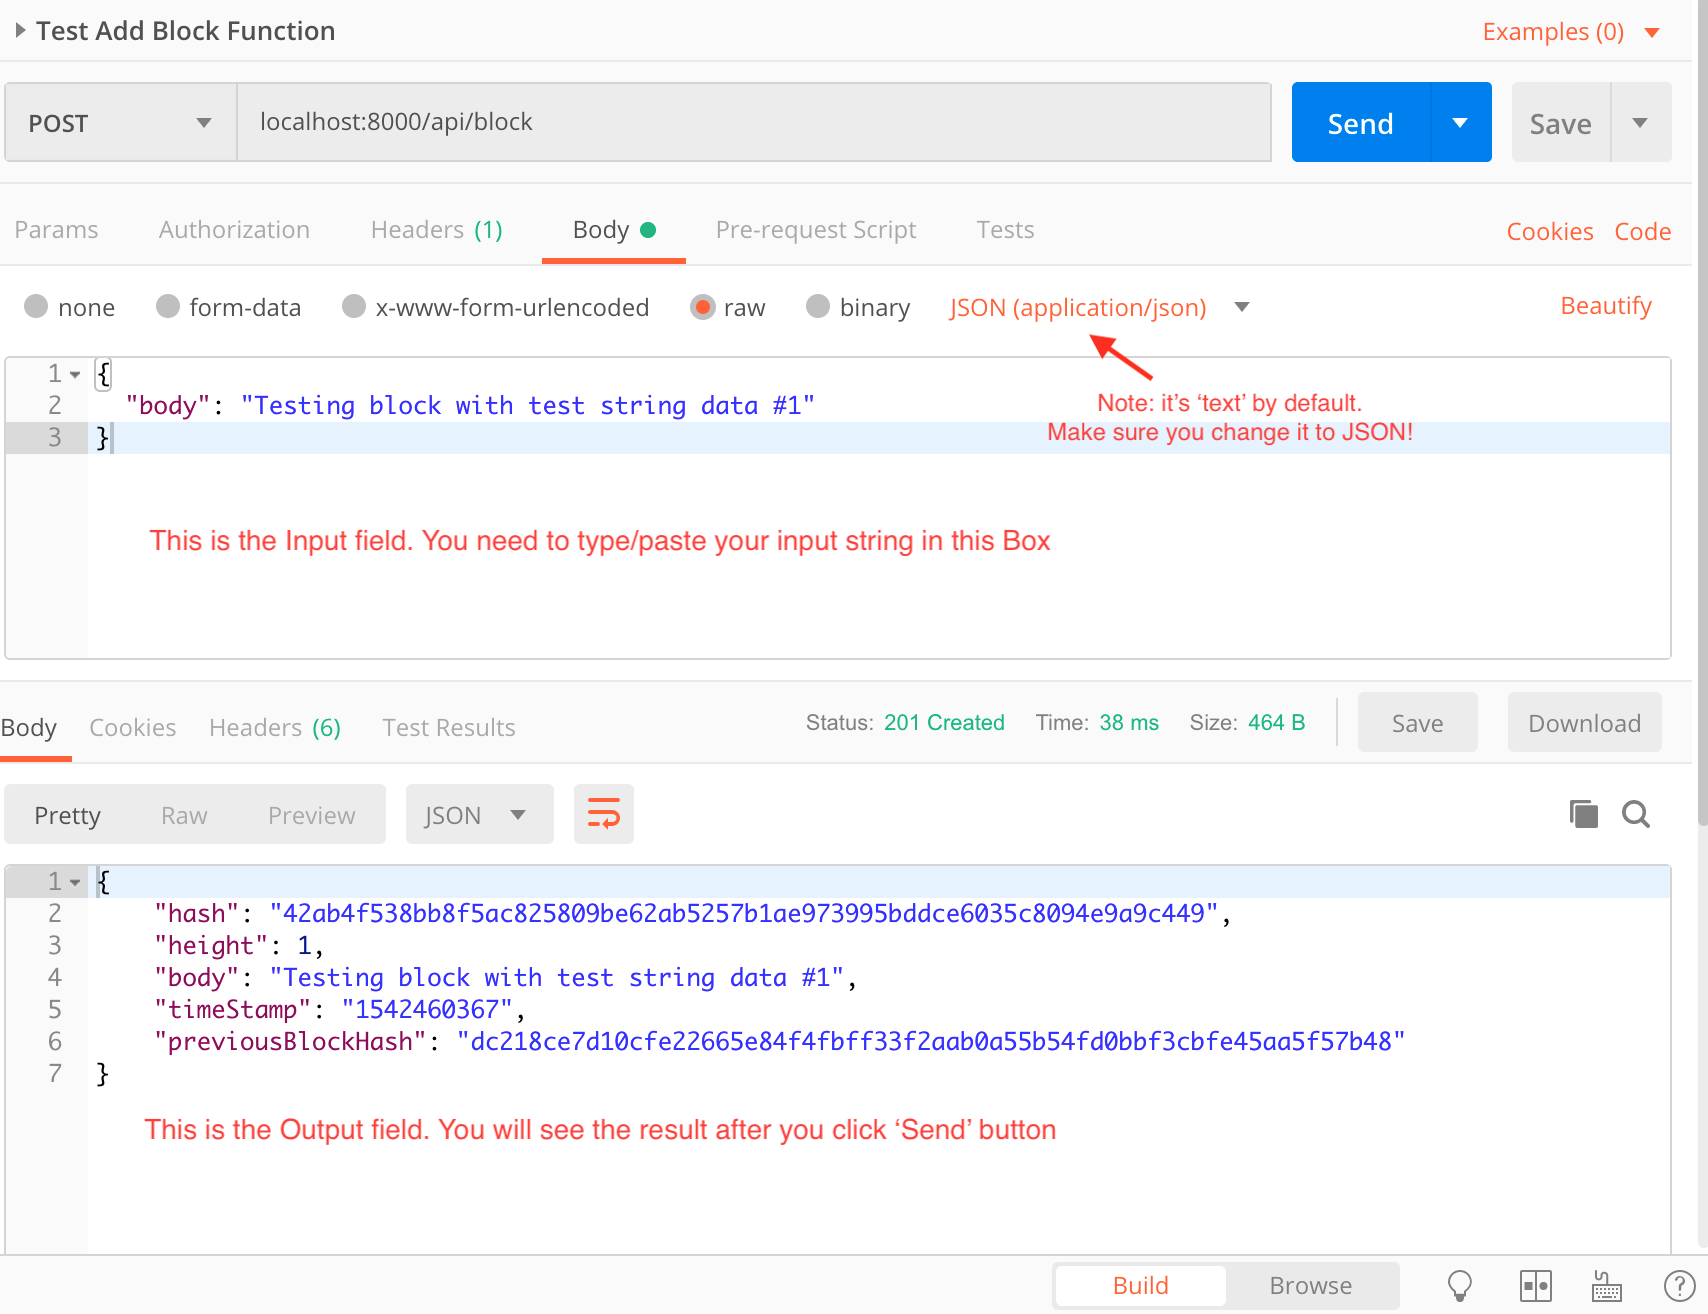 Test Add Block Function
Examples (0)
POST
localhost:8000/api/block
Send
Save
Params Authorization Headers (1) Body Pre-request Script Tests Cookies Code
none form-data x-www-form-urlencoded raw binary JSON (application/json) Beautify
1 {
2 "body": "Testing block with test string data #1"
3 }
Note: it's ‘text’ by default.
Make sure you change it to JSON!
This is the Input field. You need to type/paste your input string in this Box
Body Cookies Headers (6) Test Results Status: 201 Created Time: 38 ms Size: 464 B Save Download
Pretty Raw Preview JSON
1 {
2 "hash": "42ab4f538bb8f5ac825809be62ab5257b1ae973995bddce6035c8094e9a9c449",
3 "height": 1,
4 "body": "Testing block with test string data #1",
5 "timeStamp": "1542460367",
6 "previousBlockHash": "dc218ce7d10cfe22665e84f4fbff33f2aab0a55b54fd0bbf3cbfe45aa5f57b48"
7 }
This is the Output field. You will see the result after you click ‘Send’ button
Build Browse